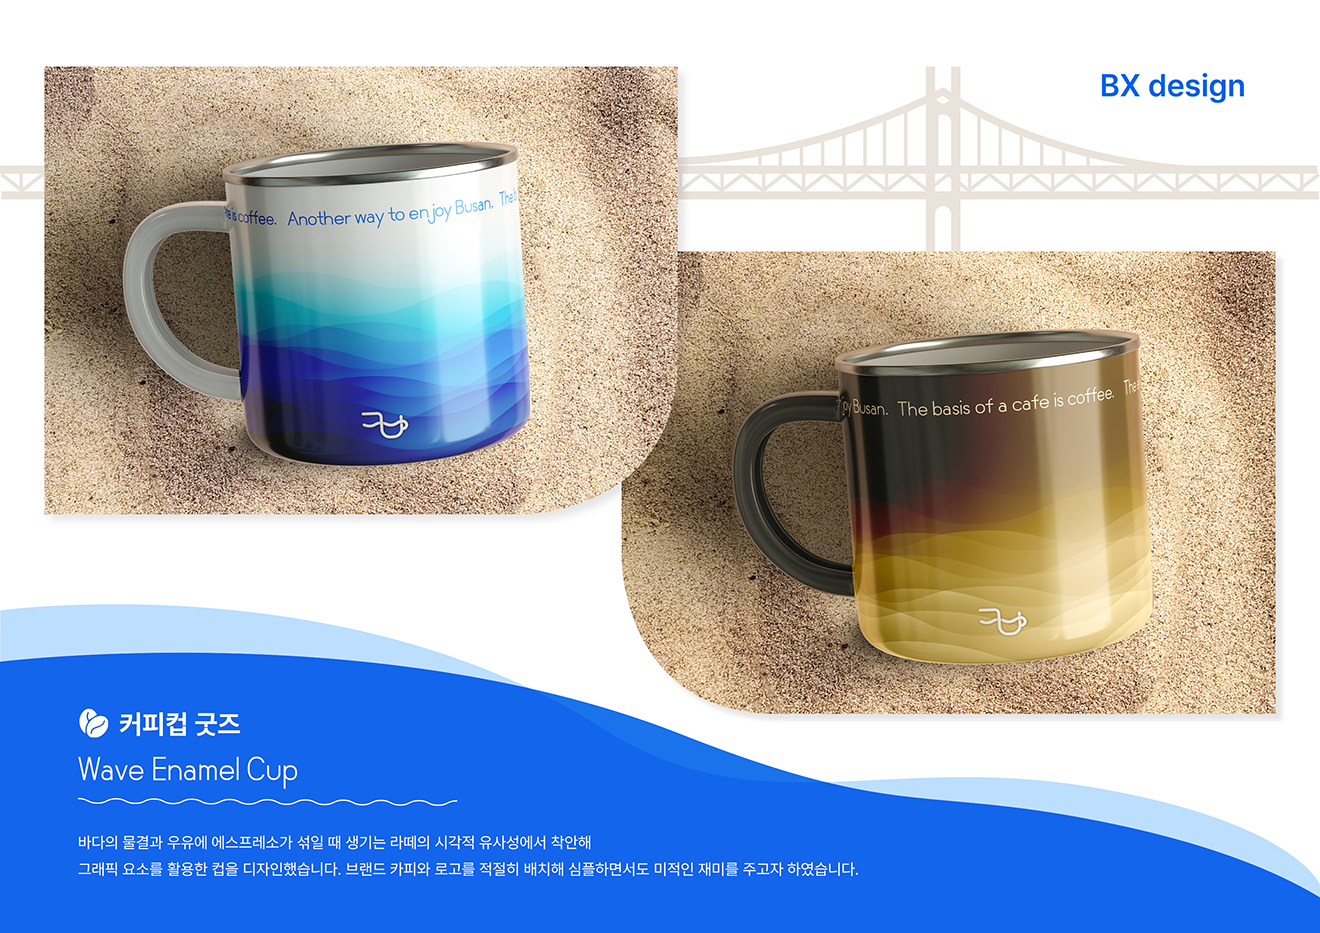 BX design
is coffee. Another way to enjoy Busan. The
enjoy Busan. The basis of a cafe is coffee. The
커피컵 굿즈
Wave Enamel Cup
바다의 물결과 우유에 에스프레소가 섞일 때 생기는 라떼의 시각적 유사성에서 착안해
그래픽 요소를 활용한 컵을 디자인했습니다. 브랜드 카피와 로고를 적절히 배치해 심플하면서도 미적인 재미를 주고자 하였습니다.